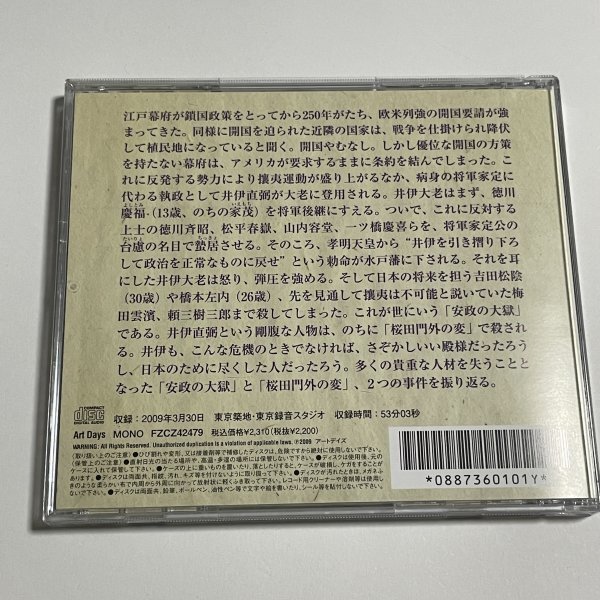 江戸幕府が鎖国政策をとってから250年がたち、欧米列強の開国要請が強
まってきた。同様に開国を迫られた近隣の国家は、戦争を仕掛けられ降伏
して植民地になっていると聞く。開国やむなし。しかし優位な開国の方策
を持たない幕府は、アメリカが要求するままに条約を結んでしまった。これ
に反発する勢力により攘夷運動が盛り上がるなか、病身の将軍家定に
代わる執政として井伊直弼が大老に登用される。井伊大老はまず、徳川
慶福（13歳、のちの家茂）を将軍後継にすえる。ついで、これに反対する
上士の徳川斉昭、松平春嶽、山内容堂、一ツ橋慶喜らを、将軍家定公の
台慮の名目で蟄居させる。そのころ、孝明天皇から“井伊を引き摺り下ろ
して政治を正常なものに戻せ”という勅命が水戸藩に下される。それを耳
にした井伊大老は怒り、弾圧を強める。そして日本の将来を担う吉田松陰
（30歳）や橋本左内（26歳）、先を見通して攘夷は不可能と説いていた梅
田雲濱、頼三樹三郎まで殺してしまった。これが世にいう「安政の大獄」
である。井伊直弼という剛腹な人物は、のちに「桜田門外の変」で殺され
る。井伊も、こんな危機のときでなければ、さぞかしいい殿様だったろう
し、日本のために尽くした人だったろう。多くの貴重な人材を失うことと
なった「安政の大獄」と「桜田門外の変」、２つの事件を振り返る。
COMPACT disc DIGITAL AUDIO
収録：2009年3月30日 東京築地・東京録音スタジオ 収録時間：53分03秒
Art Days MONO FZCZ42479 税込価格=¥2,310(税抜¥2,200)
WARNING: All Rights Reserved. Unauthorized duplication is a violation of applicable laws. ℗2009 アートデイズ
*0887360101Y*